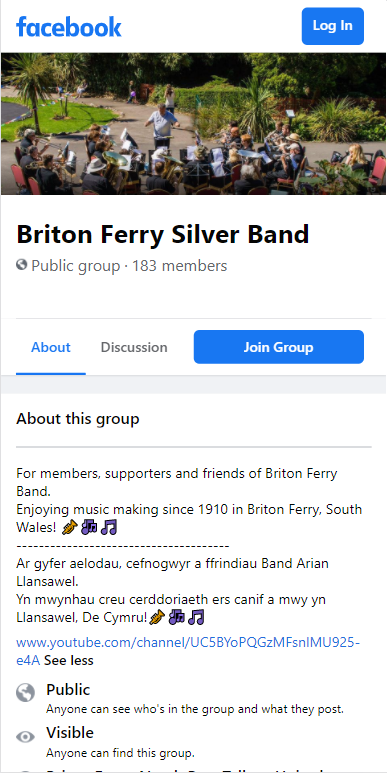 facebook
Log In
Briton Ferry Silver Band
Public group · 183 members
About
Discussion
Join Group
About this group
For members, supporters and friends of Briton Ferry
Band.
Enjoying music making since 1910 in Briton Ferry, South
Wales! 🎺🎭🎵
--------------------------------------
Ar gyfer aelodau, cefnogwyr a ffrindiau Band Arian
Llansawel.
Yn mwynhau creu cerddoriaeth ers canif a mwy yn
Llansawel, De Cymru!🎺🎭🎵
www.youtube.com/channel/UC5BYoPQGzMFsnlMU925-
e4A See less
Public
Anyone can see who's in the group and what they post.
Visible
Anyone can find this group.